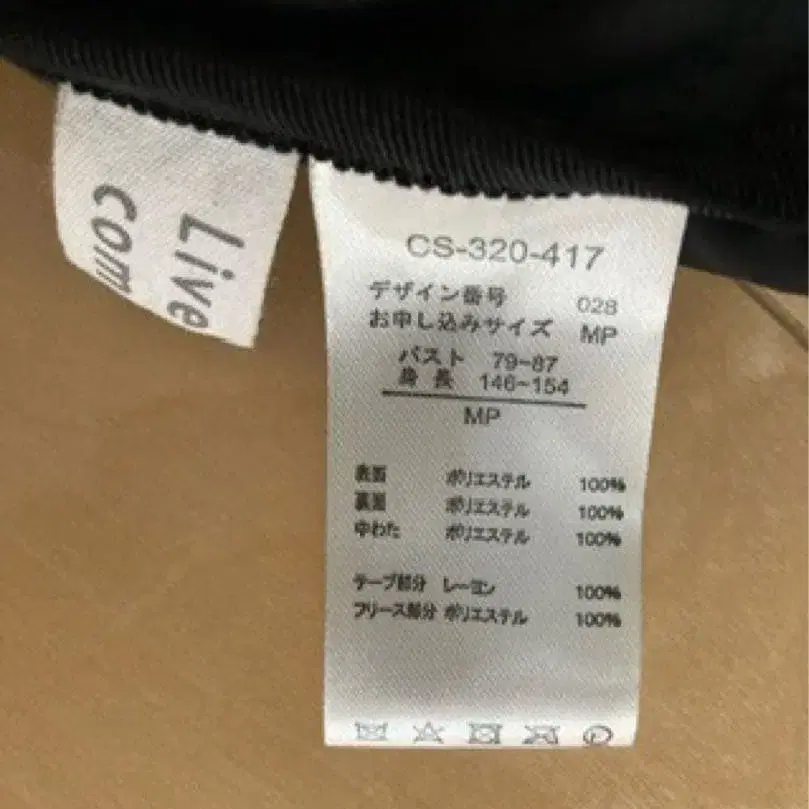 Live
com
CS-320-417
デザイン番号 028
お申し込みサイズ MP
バスト 79~87
身長 146~154
MP
表面 ポリエステル 100%
裏面 ポリエステル 100%
中わた ポリエステル 100%
テープ部分 レーヨン 100%
フリース部分 ポリエステル 100%